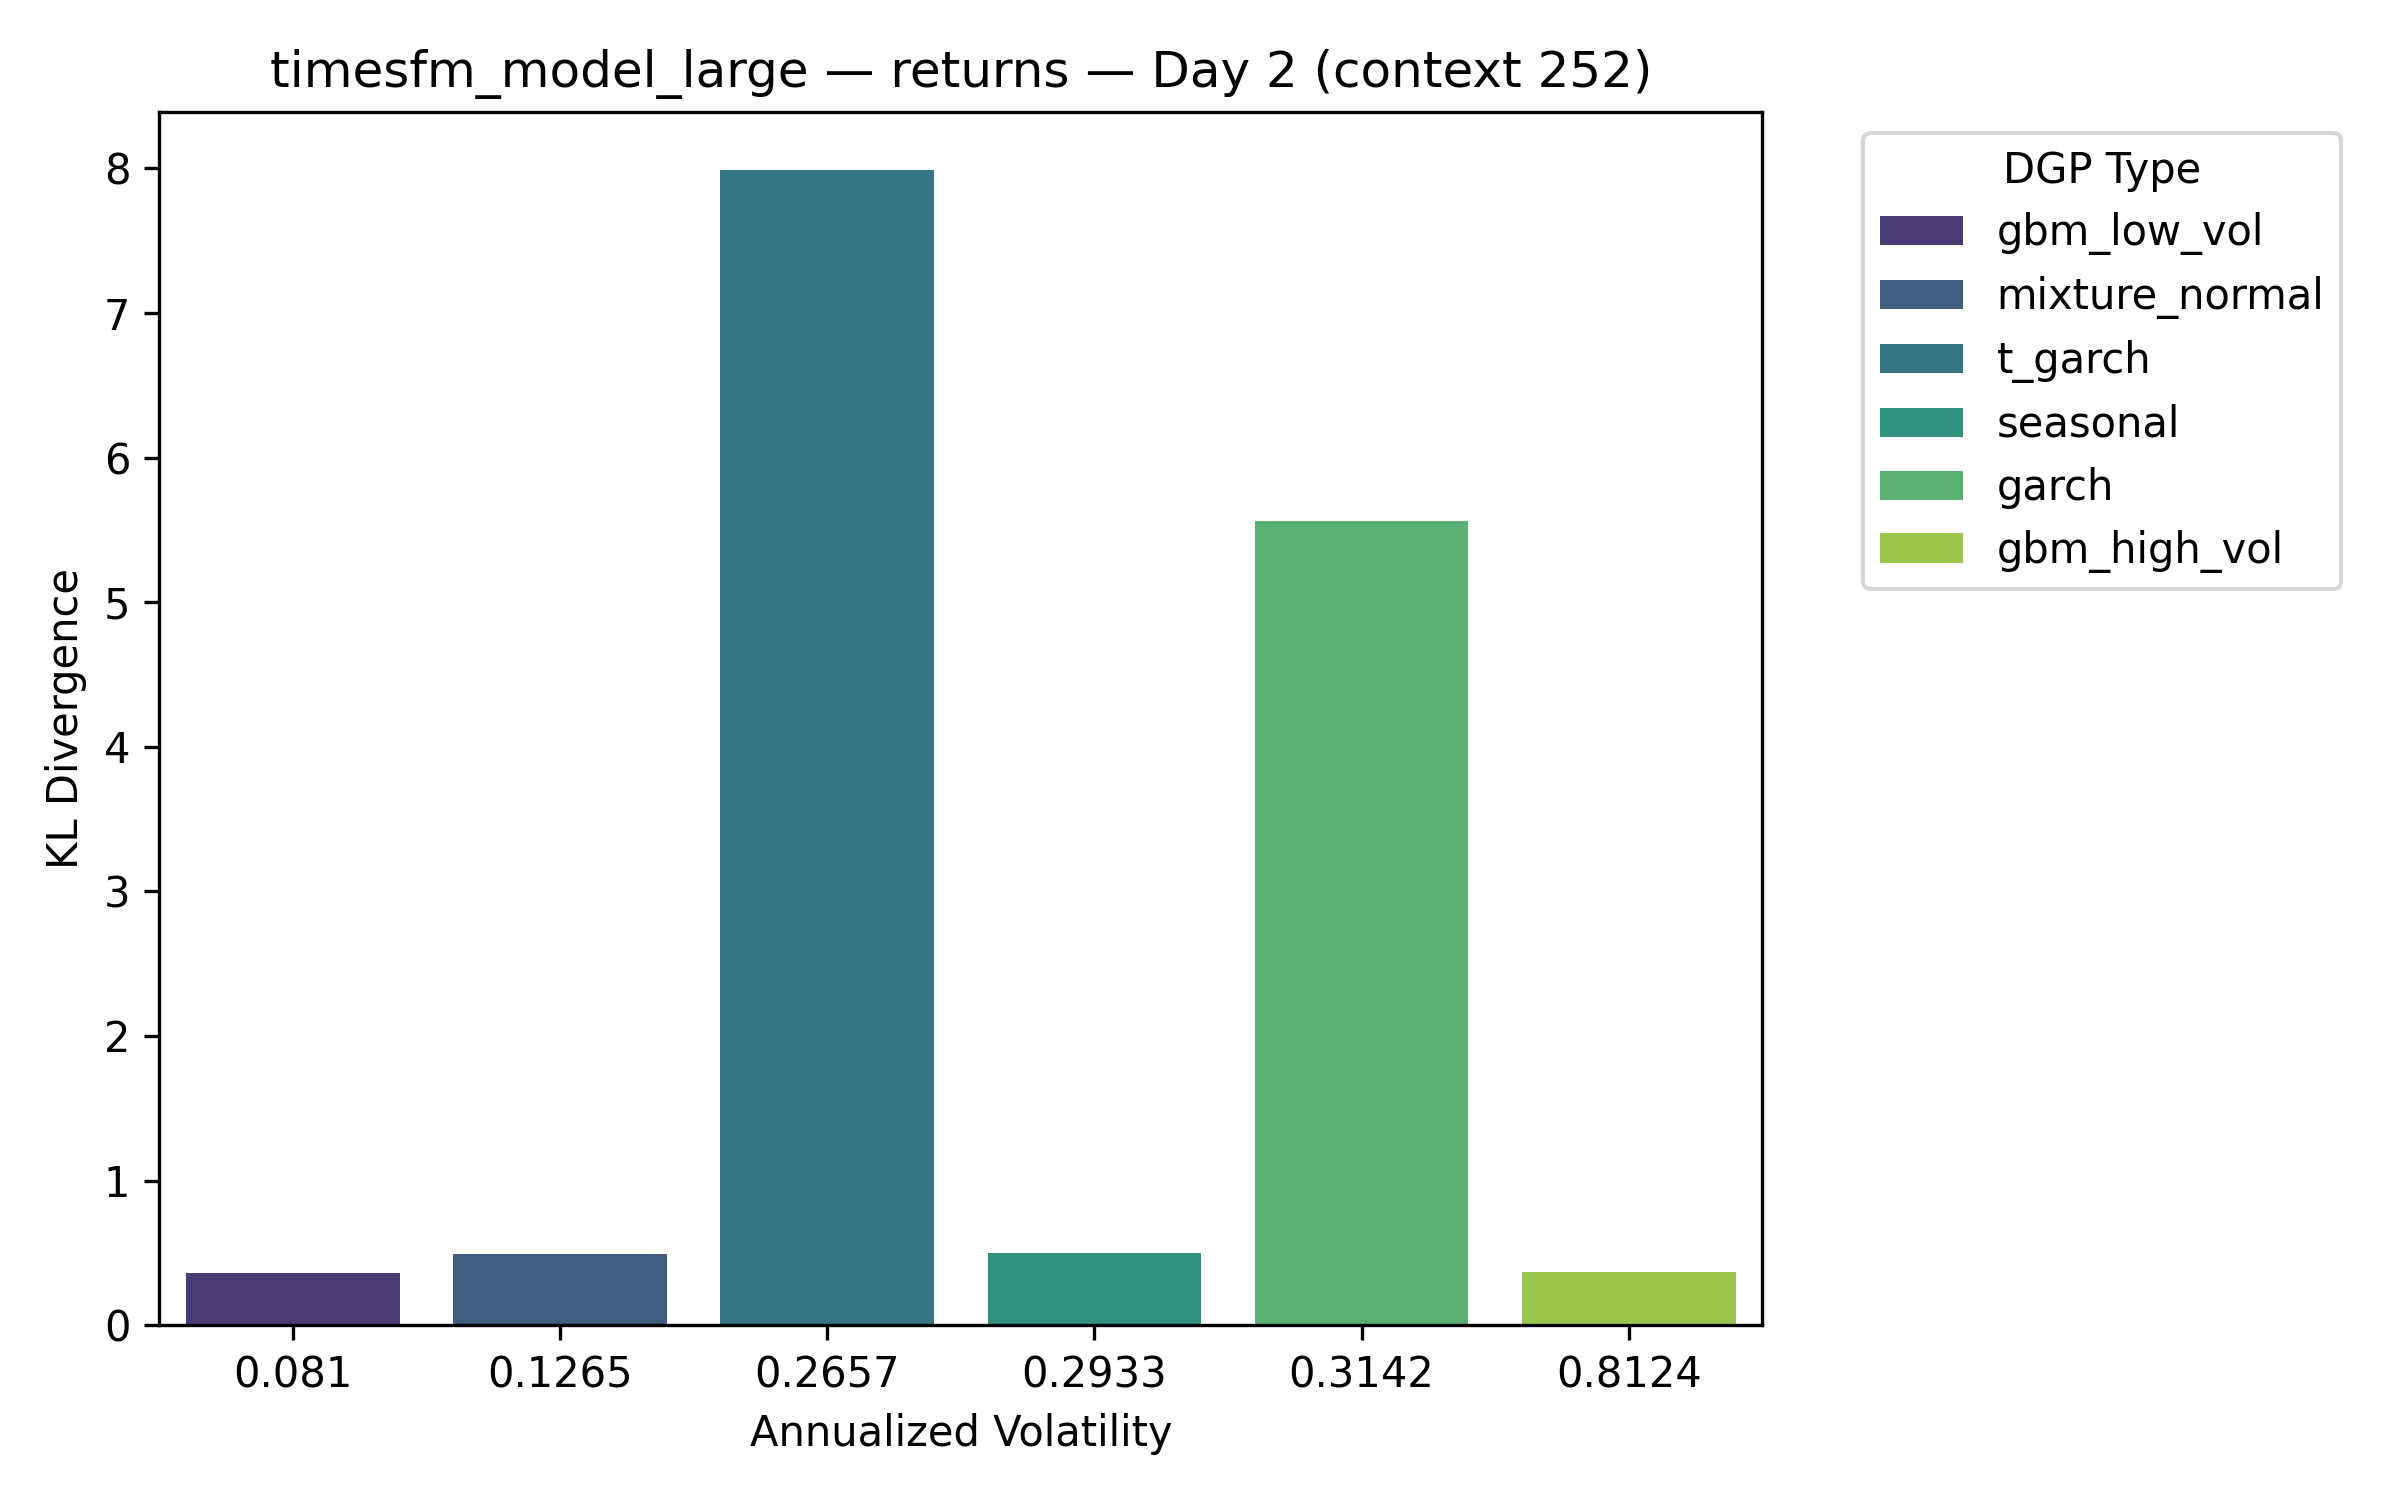 timesfm_model_large — returns — Day 2 (context 252)
KL Divergence
8
7
6
5
4
3
2
1
0
0.081 0.1265 0.2657 0.2933 0.3142 0.8124
Annualized Volatility
DGP Type
gbm_low_vol
mixture_normal
t_garch
seasonal
garch
gbm_high_vol